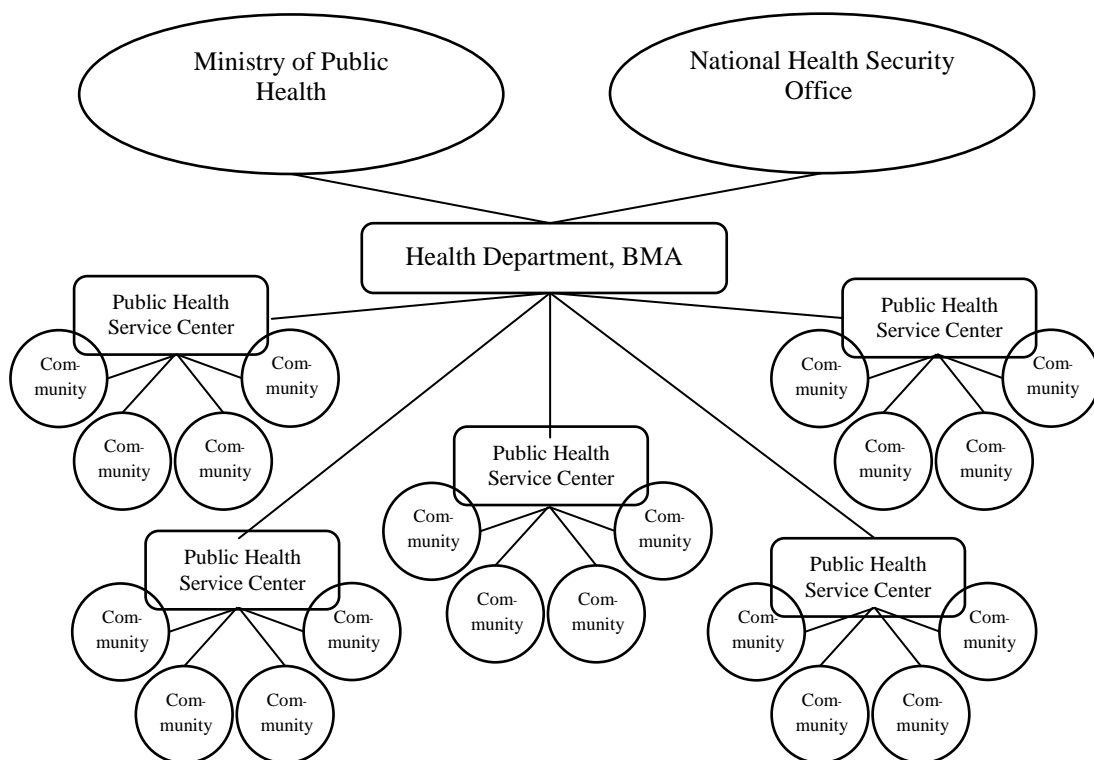 Ministry of Public
Health
National Health Security
Office
Health Department, BMA
Public Health
Service Center
Com-
munity
Com-
munity
Com-
munity
Com-
munity
Public Health
Service Center
Com-
munity
Com-
munity
Com-
munity
Com-
munity
Public Health
Service Center
Com-
munity
Com-
munity
Com-
munity
Com-
munity
Public Health
Service Center
Com-
munity
Com-
munity
Com-
munity
Com-
munity
Public Health
Service Center
Com-
munity
Com-
munity
Com-
munity
Com-
munity